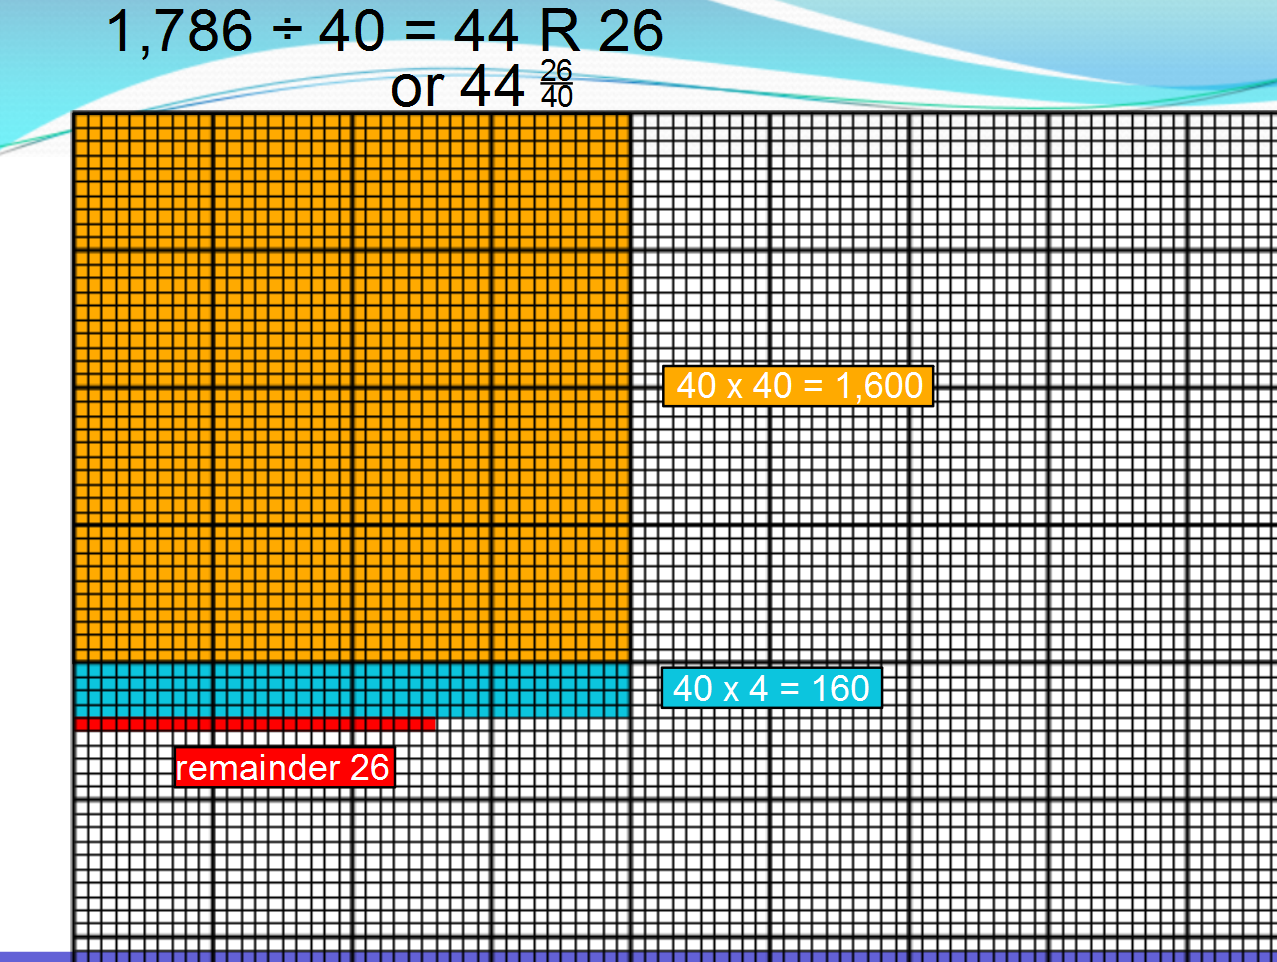 1,786 ÷ 40 = 44 R 26
or 44 26/40
40 x 40 = 1,600
40 x 4 = 160
remainder 26